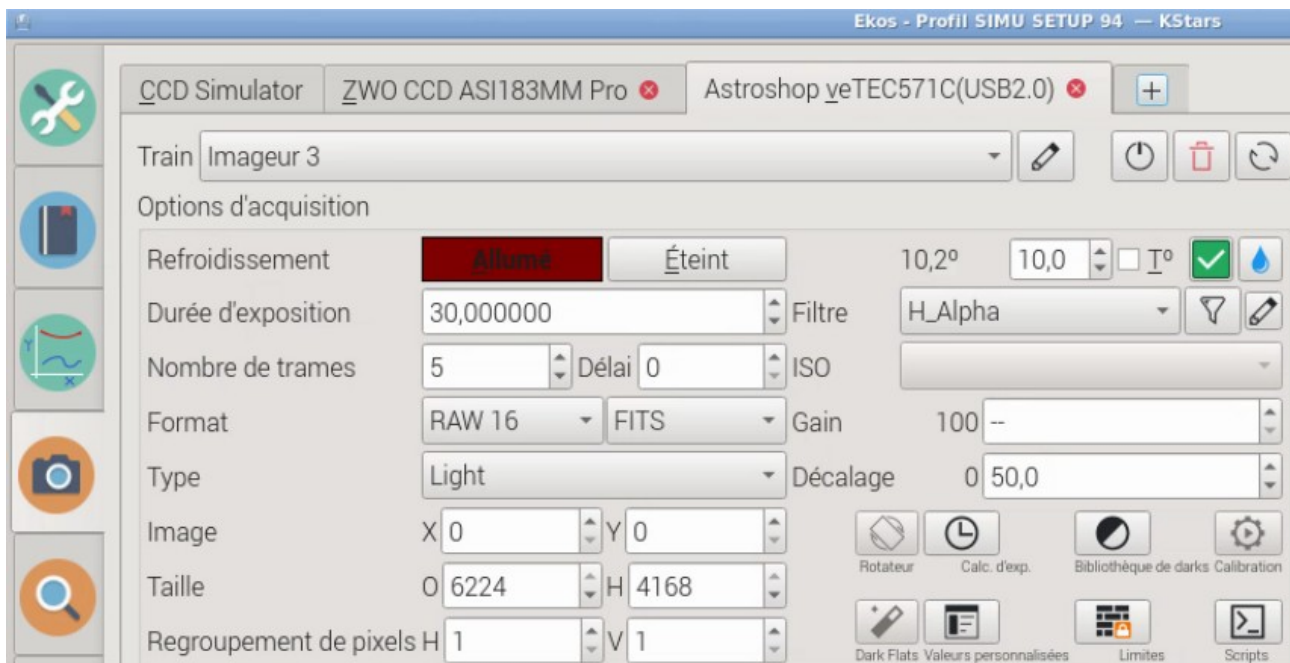 Ekos - Profil SIMU SETUP 94 — KStars
CCD Simulator ZWO CCD ASI183MM Pro Astroshop veTEC571C(USB2.0)
Train Imageur 3
Options d'acquisition
Refroidissement Allumé Éteint 10,2º 10,0 Tº
Durée d'exposition 30,000000 Filtre H_Alpha
Nombre de trames 5 Délai 0 ISO
Format RAW 16 FITS Gain 100 --
Type Light Décalage 0 50,0
Image X 0 Y 0
Rotateur Calc. d'exp. Bibliothèque de darks Calibration
Taille O 6224 H 4168
Regroupement de pixels H 1 V 1
Dark Flats Valeurs personnalisées Limites Scripts